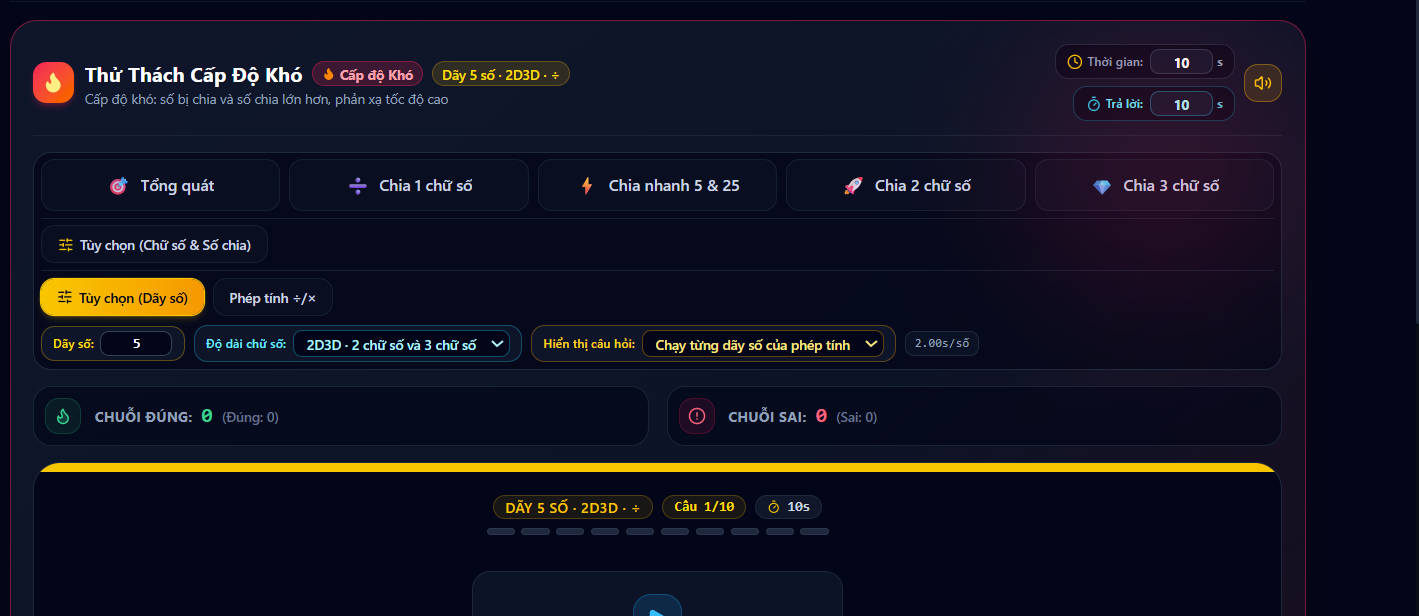 Thử Thách Cấp Độ Khó Cấp độ Khó Dãy 5 số · 2D3D · ÷
Cấp độ khó: số bị chia và số chia lớn hơn, phản xạ tốc độ cao
Thời gian: 10 s
Trả lời: 10 s
Tổng quát Chia 1 chữ số Chia nhanh 5 & 25 Chia 2 chữ số Chia 3 chữ số
Tùy chọn (Chữ số & Số chia)
Tùy chọn (Dãy số) Phép tính ÷/×
Dãy số: 5 Độ dài chữ số: 2D3D · 2 chữ số và 3 chữ số Hiển thị câu hỏi: Chạy từng dãy số của phép tính 2.00s/số
CHUỖI ĐÚNG: 0 (Đúng: 0) CHUỖI SAI: 0 (Sai: 0)
DÃY 5 SỐ · 2D3D · ÷ Câu 1/10 10s